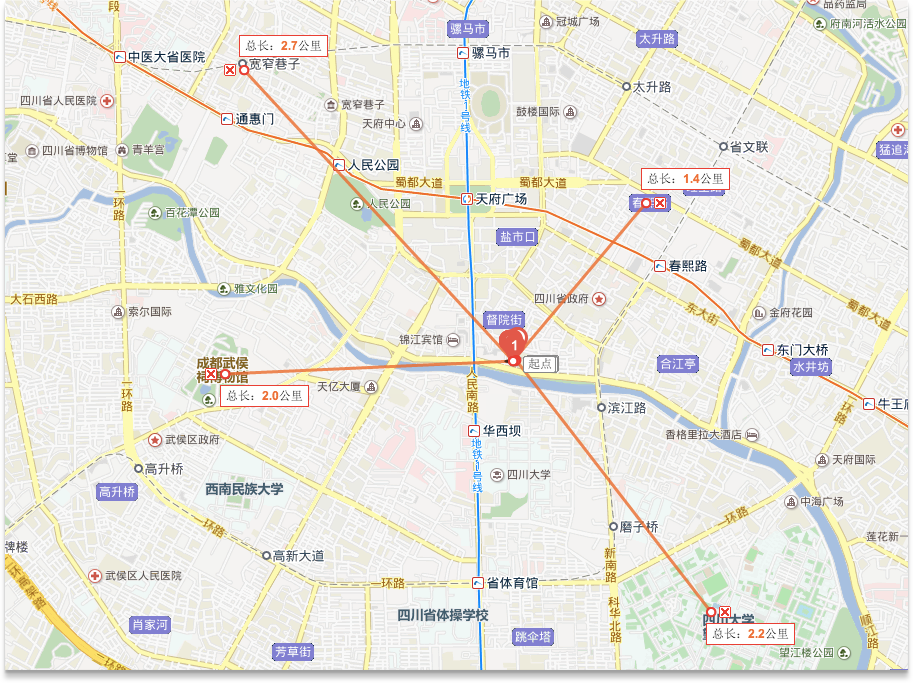 段
品药监局
冠城广场
府南河活水公园
骡马市
太升路
总长：2.7公里
骡马市
中医大省医院
宽窄巷子
太升路
四川省人民医院
宽窄巷子
鼓楼国际
地铁1号线
通惠门
天府中心
省文联
四川省博物馆
青羊宫
猛追湾
堂
人民公园
总长：1.4公里
蜀都大道
蜀都大道
天府广场
人民公园
一环路
百花潭公园
盐市口
蜀都大道
春熙路
雅文化园
大石西路
索尔国际
四川省政府
东大街
金府花园
蜀都大道
督院街
锦江宾馆
1
东门大桥
起点
合江亭
水井坊
成都武侯
祠博物馆
总长：2.0公里
天亿大厦
人民南路
一环路
滨江路
牛王庙
一环路
华西坝
香格里拉大酒店
武侯区政府
地铁1号线
高升桥
四川大学
天府国际
高升桥
西南民族大学
中海广场
一环路
一环路
磨子桥
莲花新一
牌楼
高新大道
新南路
武侯区人民医院
一环路
省体育馆
二环高架路
科华北路
四川省体操学校
四川大学
肖家河
跳伞塔
总长：2.2公里
顺江路
芳草街
望江楼公园
二环路